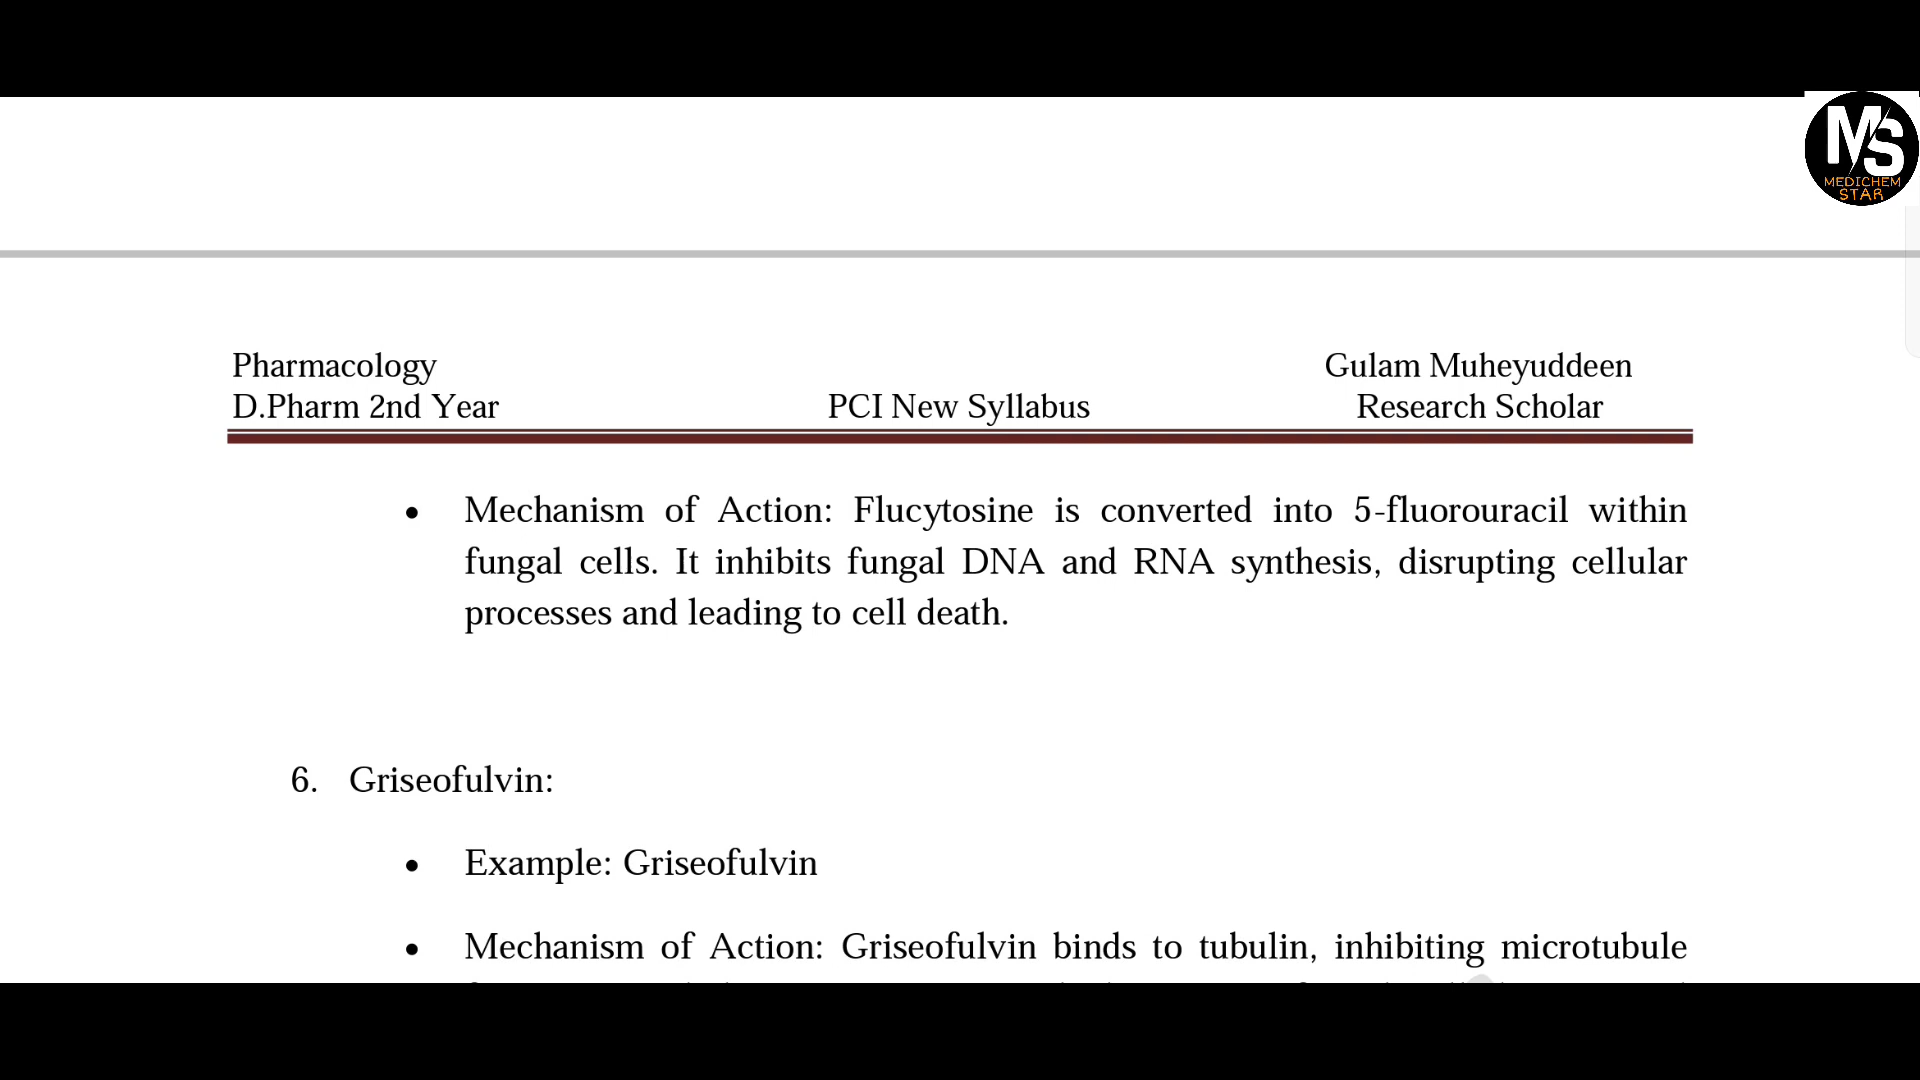 MS
MEDICHEM
STAR
Pharmacology
Gulam Muheyuddeen
D.Pharm 2nd Year
PCI New Syllabus
Research Scholar
• Mechanism of Action: Flucytosine is converted into 5-fluorouracil within
fungal cells. It inhibits fungal DNA and RNA synthesis, disrupting cellular
processes and leading to cell death.
6. Griseofulvin:
• Example: Griseofulvin
• Mechanism of Action: Griseofulvin binds to tubulin, inhibiting microtubule